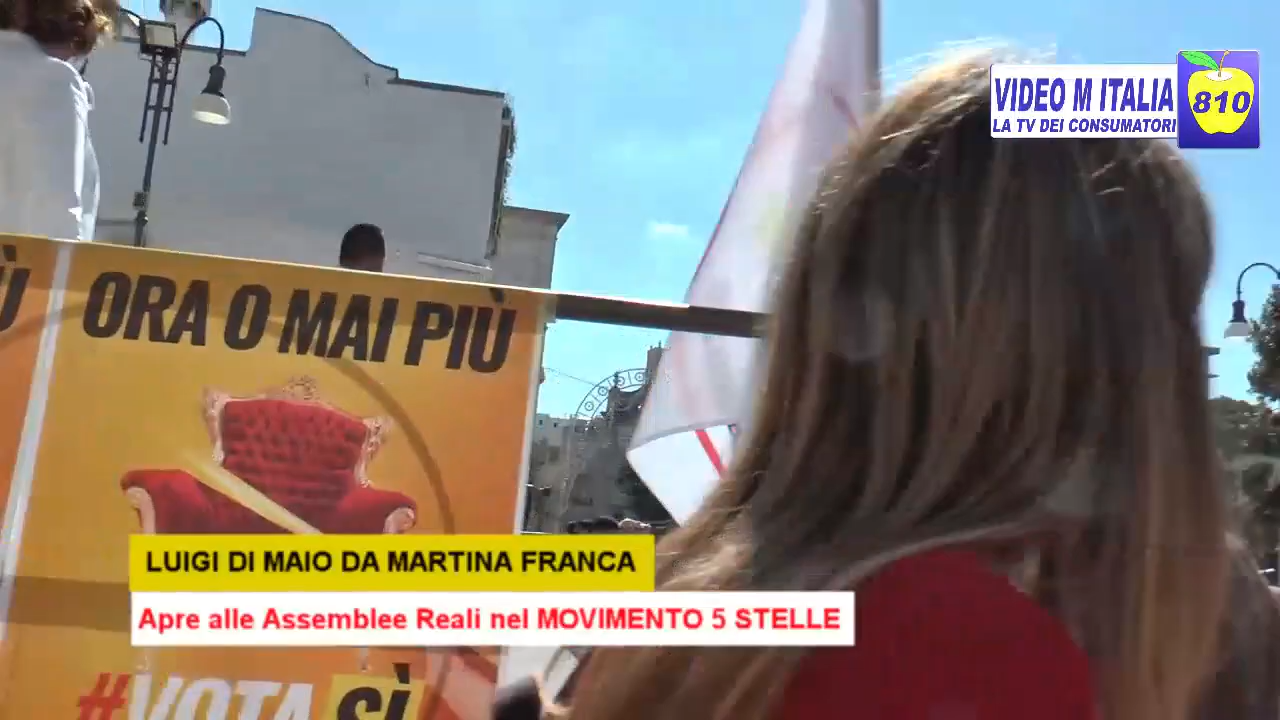 VIDEO M ITALIA
LA TV DEI CONSUMATORI
810
Ù
ORA O MAI PIÙ
LUIGI DI MAIO DA MARTINA FRANCA
Apre alle Assemblee Reali nel MOVIMENTO 5 STELLE
#VOTA SÌ